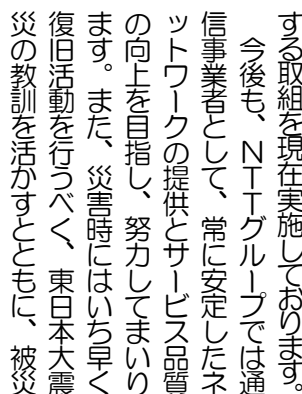 する取組を現在実施しております。
　今後も、ＮＴＴグループでは通
信事業者として、常に安定したネ
ットワークの提供とサービス品質
の向上を目指し、努力してまいり
ます。また、災害時にはいち早く
復旧活動を行うべく、東日本大震
災の教訓を活かすとともに、被災